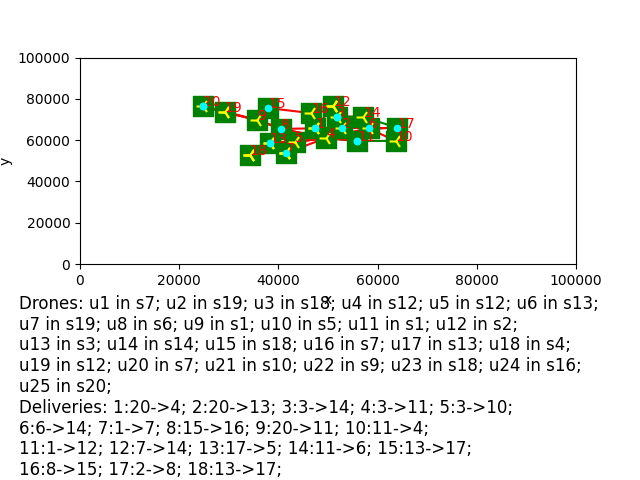 100000
80000
60000
40000
20000
0
y
0 20000 40000 60000 80000 100000
x
Drones: u1 in s7; u2 in s19; u3 in s18; u4 in s12; u5 in s12; u6 in s13;
u7 in s19; u8 in s6; u9 in s1; u10 in s5; u11 in s1; u12 in s2;
u13 in s3; u14 in s14; u15 in s18; u16 in s7; u17 in s13; u18 in s4;
u19 in s12; u20 in s7; u21 in s10; u22 in s9; u23 in s18; u24 in s16;
u25 in s20;
Deliveries: 1:20->4; 2:20->13; 3:3->14; 4:3->11; 5:3->10;
6:6->14; 7:1->7; 8:15->16; 9:20->11; 10:11->4;
11:1->12; 12:7->14; 13:17->5; 14:11->6; 15:13->17;
16:8->15; 17:2->8; 18:13->17;